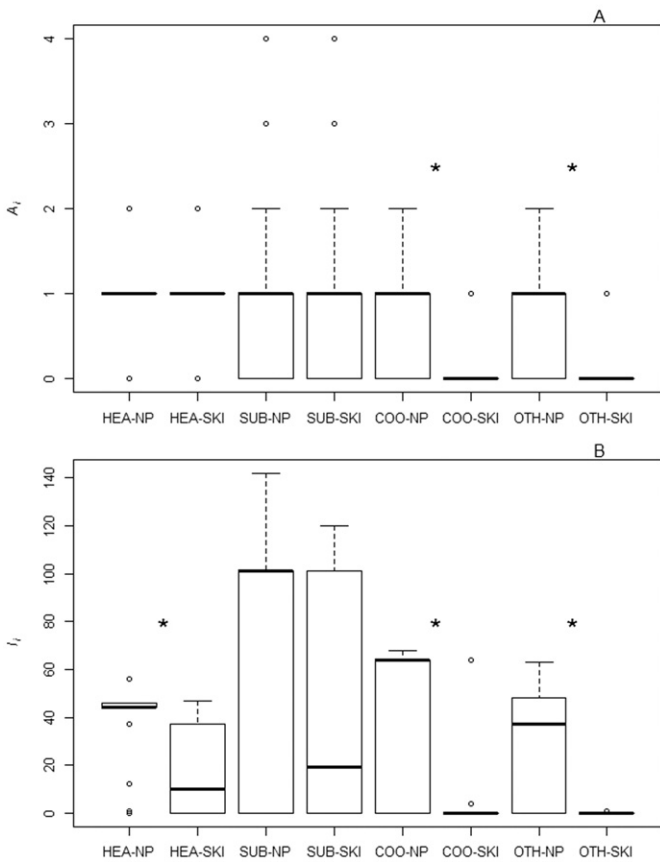 A
4
3
2
1
0
A_i
* *
HEA-NP HEA-SKI SUB-NP SUB-SKI COO-NP COO-SKI OTH-NP OTH-SKI
B
140
120
100
80
60
40
20
0
I_i
* * *
HEA-NP HEA-SKI SUB-NP SUB-SKI COO-NP COO-SKI OTH-NP OTH-SKI